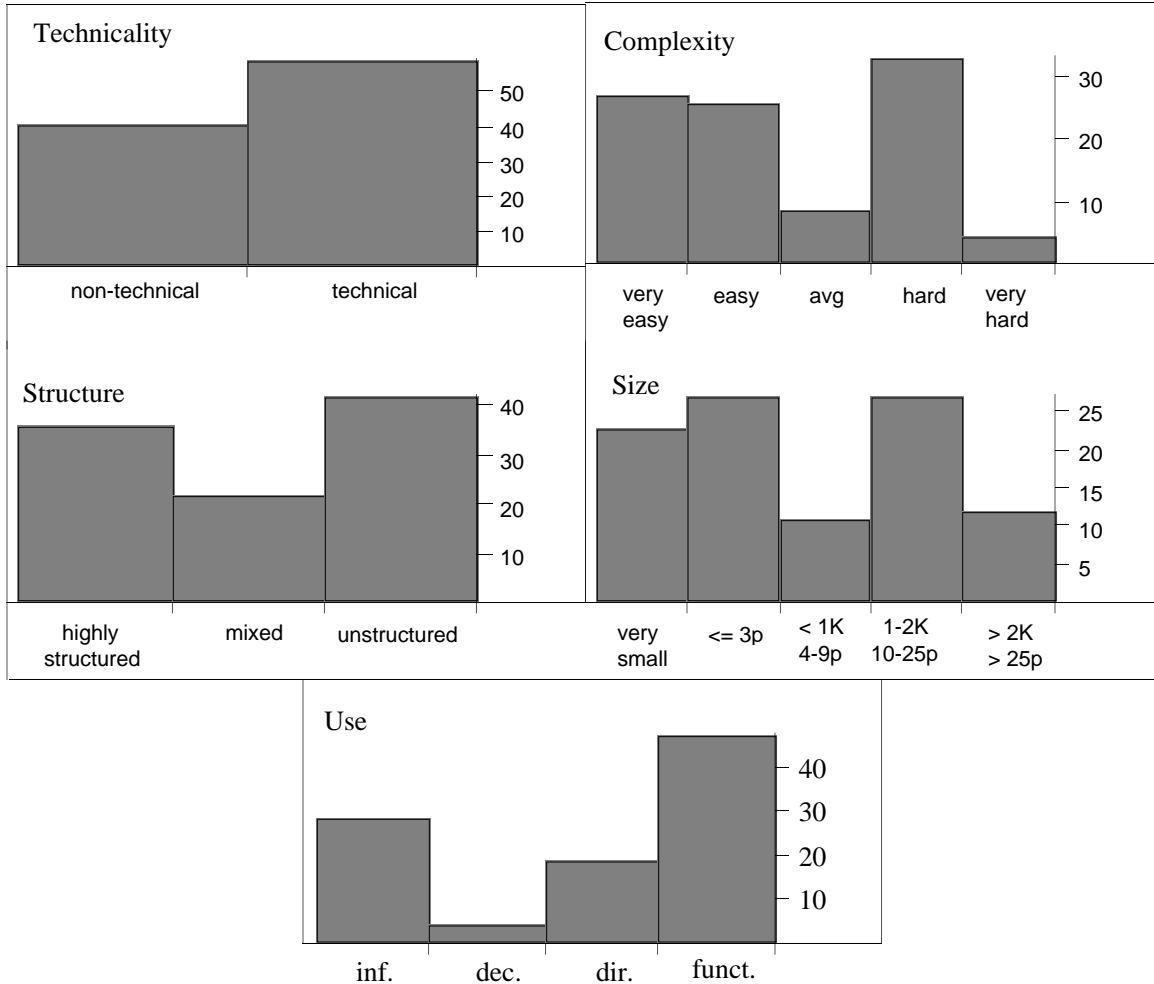 Technicality
50
40
30
20
10
non-technical technical
Complexity
30
20
10
very easy avg hard very
easy hard
Structure
40
30
20
10
highly mixed unstructured
structured
Size
25
20
15
10
5
very <= 3p < 1K 1-2K > 2K
small 4-9p 10-25p > 25p
Use
40
30
20
10
inf. dec. dir. funct.